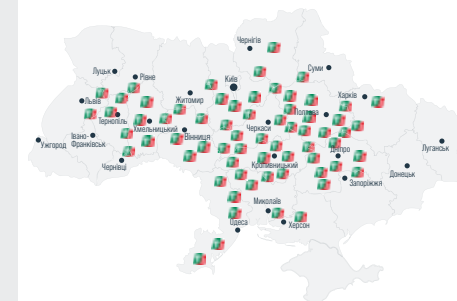 Чернігів
Суми
Луцьк
Рівне
Київ
Львів
Житомир
Харків
Тернопіль
Полтава
Хмельницький
Черкаси
Івано-
Франківськ
Вінниця
Ужгород
Дніпро
Луганськ
Чернівці
Кропивницький
Донецьк
Запоріжжя
Миколаїв
Одеса
Херсон